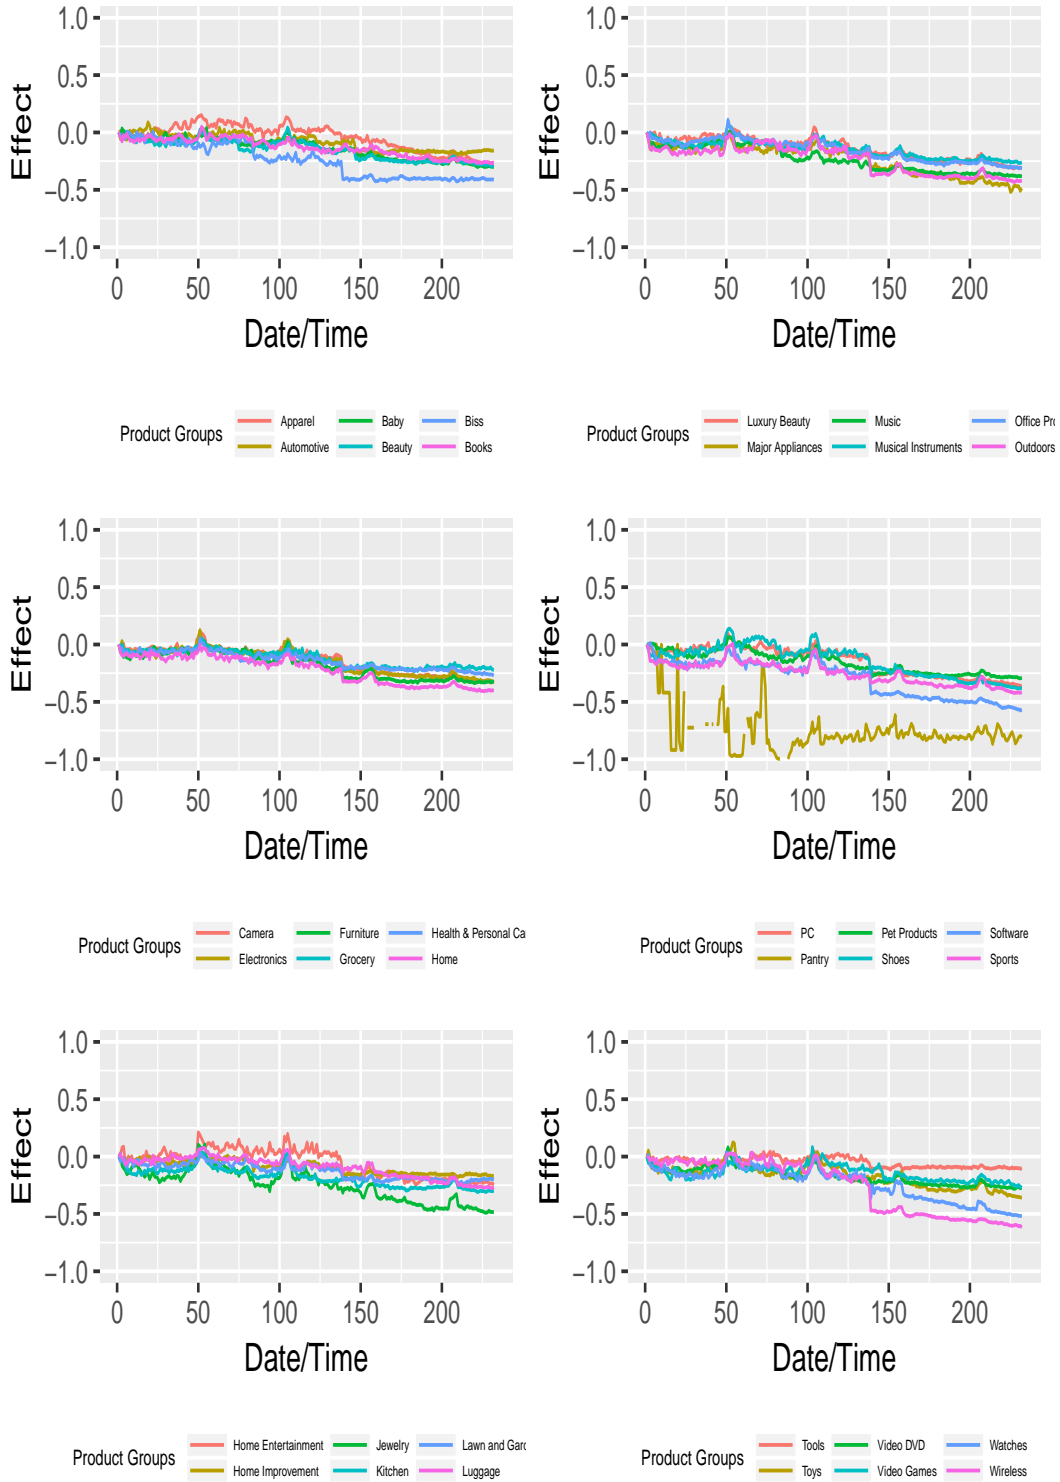 1.0
0.5
0.0
−0.5
−1.0
Effect
0 50 100 150 200
Date/Time
Product Groups
Apparel Baby Biss
Automotive Beauty Books
1.0
0.5
0.0
−0.5
−1.0
Effect
0 50 100 150 200
Date/Time
Product Groups
Luxury Beauty Music Office Pro
Major Appliances Musical Instruments Outdoors
1.0
0.5
0.0
−0.5
−1.0
Effect
0 50 100 150 200
Date/Time
Product Groups
Camera Furniture Health & Personal Ca
Electronics Grocery Home
1.0
0.5
0.0
−0.5
−1.0
Effect
0 50 100 150 200
Date/Time
Product Groups
PC Pet Products Software
Pantry Shoes Sports
1.0
0.5
0.0
−0.5
−1.0
Effect
0 50 100 150 200
Date/Time
Product Groups
Home Entertainment Jewelry Lawn and Gard
Home Improvement Kitchen Luggage
1.0
0.5
0.0
−0.5
−1.0
Effect
0 50 100 150 200
Date/Time
Product Groups
Tools Video DVD Watches
Toys Video Games Wireless